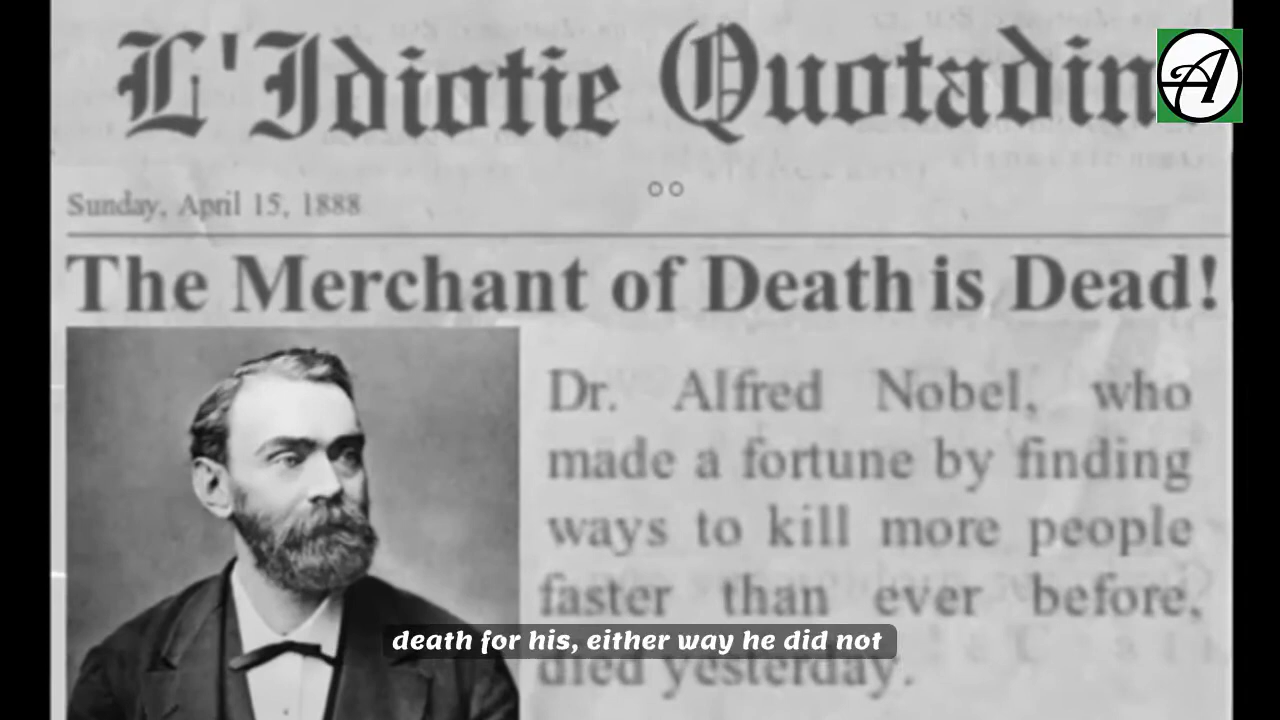 L'Idiotie Quotadin
Sunday, April 15, 1888
The Merchant of Death is Dead!
Dr. Alfred Nobel, who
made a fortune by finding
ways to kill more people
faster than ever before,
died yesterday.
death for his, either way he did not
A